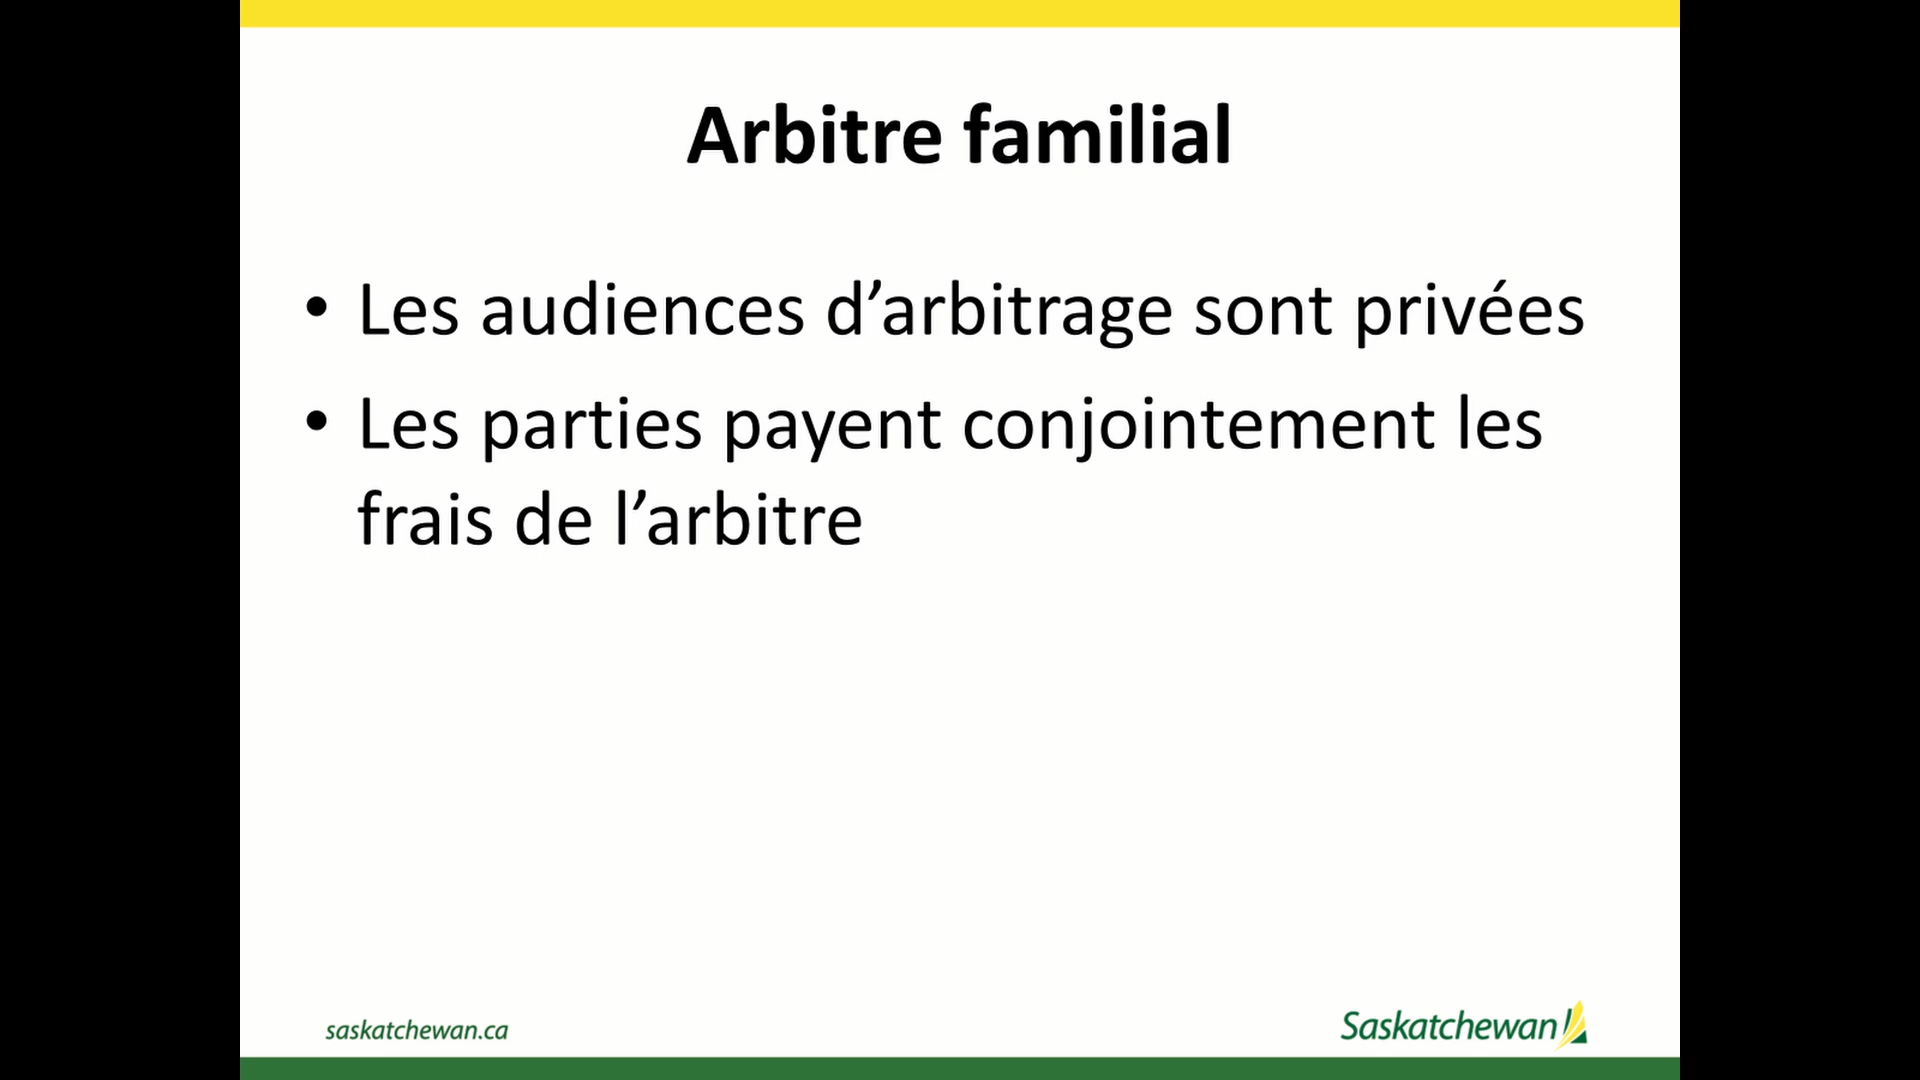 Arbitre familial
• Les audiences d’arbitrage sont privées
• Les parties payent conjointement les
frais de l’arbitre
saskatchewan.ca
Saskatchewan